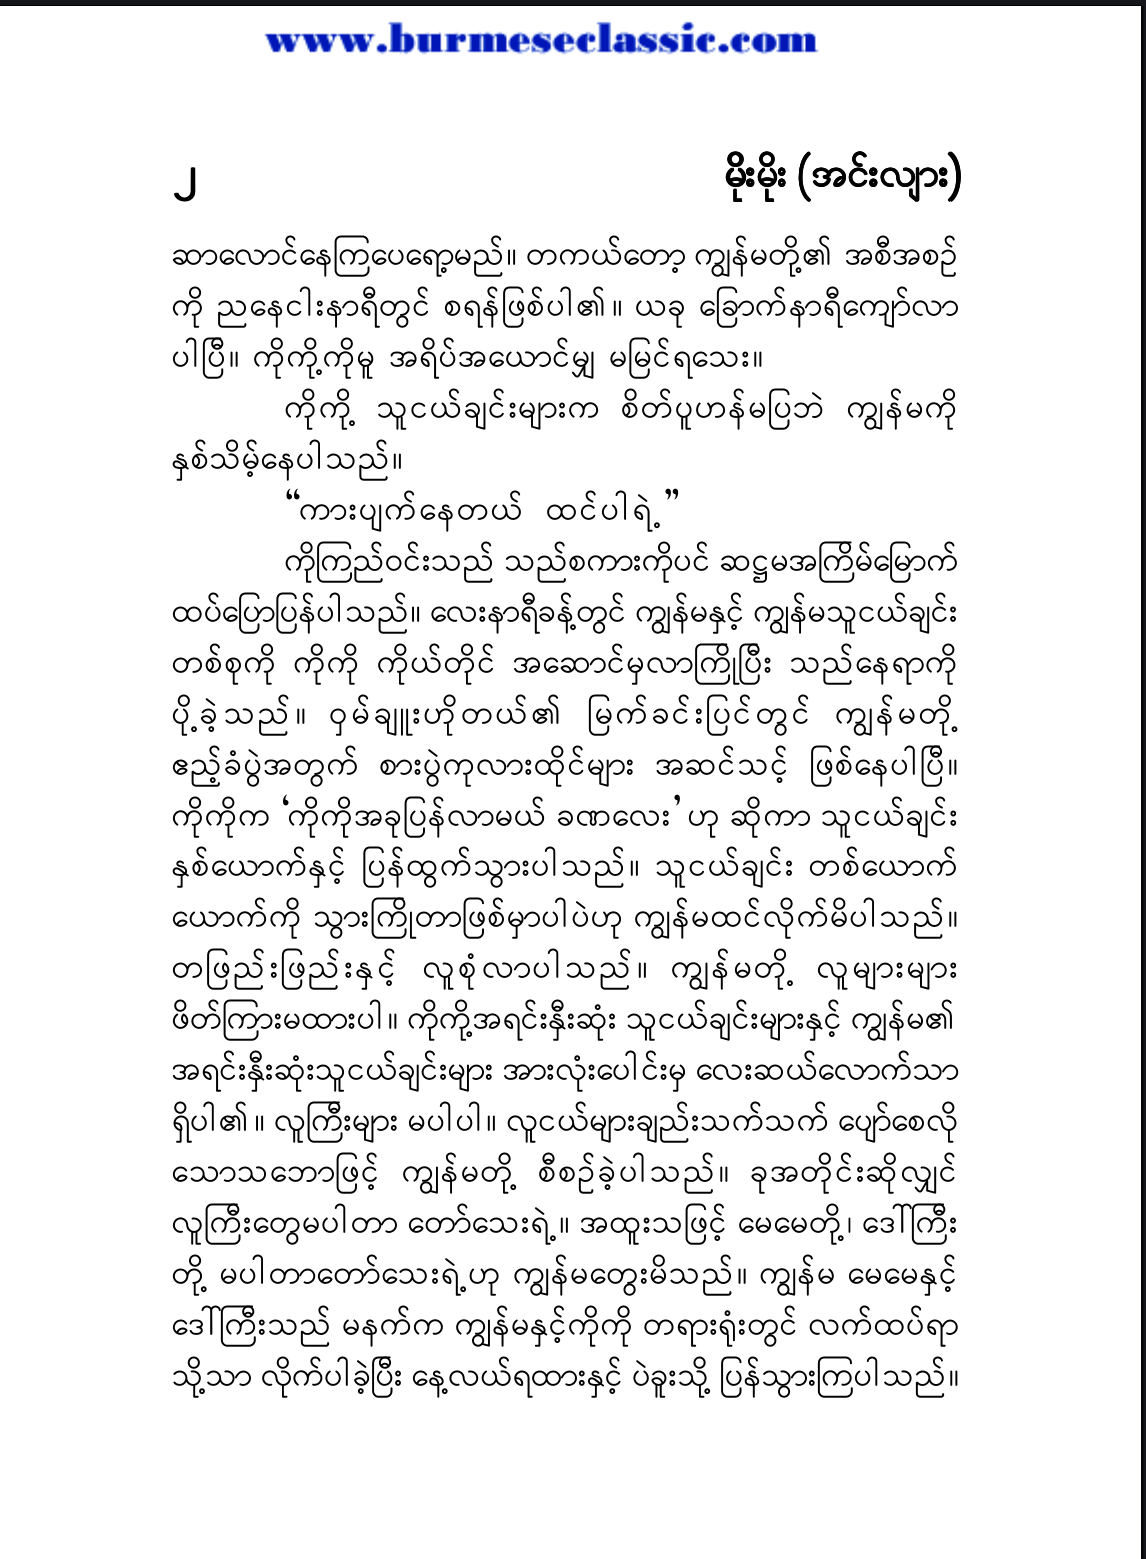 www.burmeseclassic.com
၂ မိုးမိုး (အင်းလျား)
ဆာလောင်နေကြပေရော့မည်။ တကယ်တော့ ကျွန်မတို့၏ အစီအစဉ်
ကို ညနေငါးနာရီတွင် စရန်ဖြစ်ပါ၏။ ယခု ခြောက်နာရီကျော်လာ
ပါပြီ။ ကိုကို့ကိုမူ အရိပ်အယောင်မျှ မမြင်ရသေး။
ကိုကို့ သူငယ်ချင်းများက စိတ်ပူဟန်မပြဘဲ ကျွန်မကို
နှစ်သိမ့်နေပါသည်။
“ကားပျက်နေတယ် ထင်ပါရဲ့”
ကိုကြည်ဝင်းသည် သည်စကားကိုပင် ဆဋ္ဌမအကြိမ်မြောက်
ထပ်ပြောပြန်ပါသည်။ လေးနာရီခန့်တွင် ကျွန်မနှင့် ကျွန်မသူငယ်ချင်း
တစ်စုကို ကိုကို ကိုယ်တိုင် အဆောင်မှလာကြိုပြီး သည်နေရာကို
ပို့ခဲ့သည်။ ဝှမ်ချူးဟိုတယ်၏ မြက်ခင်းပြင်တွင် ကျွန်မတို့
ဧည့်ခံပွဲအတွက် စားပွဲကုလားထိုင်များ အဆင်သင့် ဖြစ်နေပါပြီ။
ကိုကိုက ‘ကိုကိုအခုပြန်လာမယ် ခဏလေး’ ဟု ဆိုကာ သူငယ်ချင်း
နှစ်ယောက်နှင့် ပြန်ထွက်သွားပါသည်။ သူငယ်ချင်း တစ်ယောက်
ယောက်ကို သွားကြိုတာဖြစ်မှာပါပဲဟု ကျွန်မထင်လိုက်မိပါသည်။
တဖြည်းဖြည်းနှင့် လူစုံလာပါသည်။ ကျွန်မတို့ လူများများ
ဖိတ်ကြားမထားပါ။ ကိုကို့အရင်းနှီးဆုံး သူငယ်ချင်းများနှင့် ကျွန်မ၏
အရင်းနှီးဆုံးသူငယ်ချင်းများ အားလုံးပေါင်းမှ လေးဆယ်လောက်သာ
ရှိပါ၏။ လူကြီးများ မပါပါ။ လူငယ်များချည်းသက်သက် ပျော်စေလို
သောသဘောဖြင့် ကျွန်မတို့ စီစဉ်ခဲ့ပါသည်။ ခုအတိုင်းဆိုလျှင်
လူကြီးတွေမပါတာ တော်သေးရဲ့။ အထူးသဖြင့် မေမေတို့၊ ဒေါ်ကြီး
တို့ မပါတာတော်သေးရဲ့ဟု ကျွန်မတွေးမိသည်။ ကျွန်မ မေမေနှင့်
ဒေါ်ကြီးသည် မနက်က ကျွန်မနှင့်ကိုကို တရားရုံးတွင် လက်ထပ်ရာ
သို့သာ လိုက်ပါခဲ့ပြီး နေ့လယ်ရထားနှင့် ပဲခူးသို့ ပြန်သွားကြပါသည်။